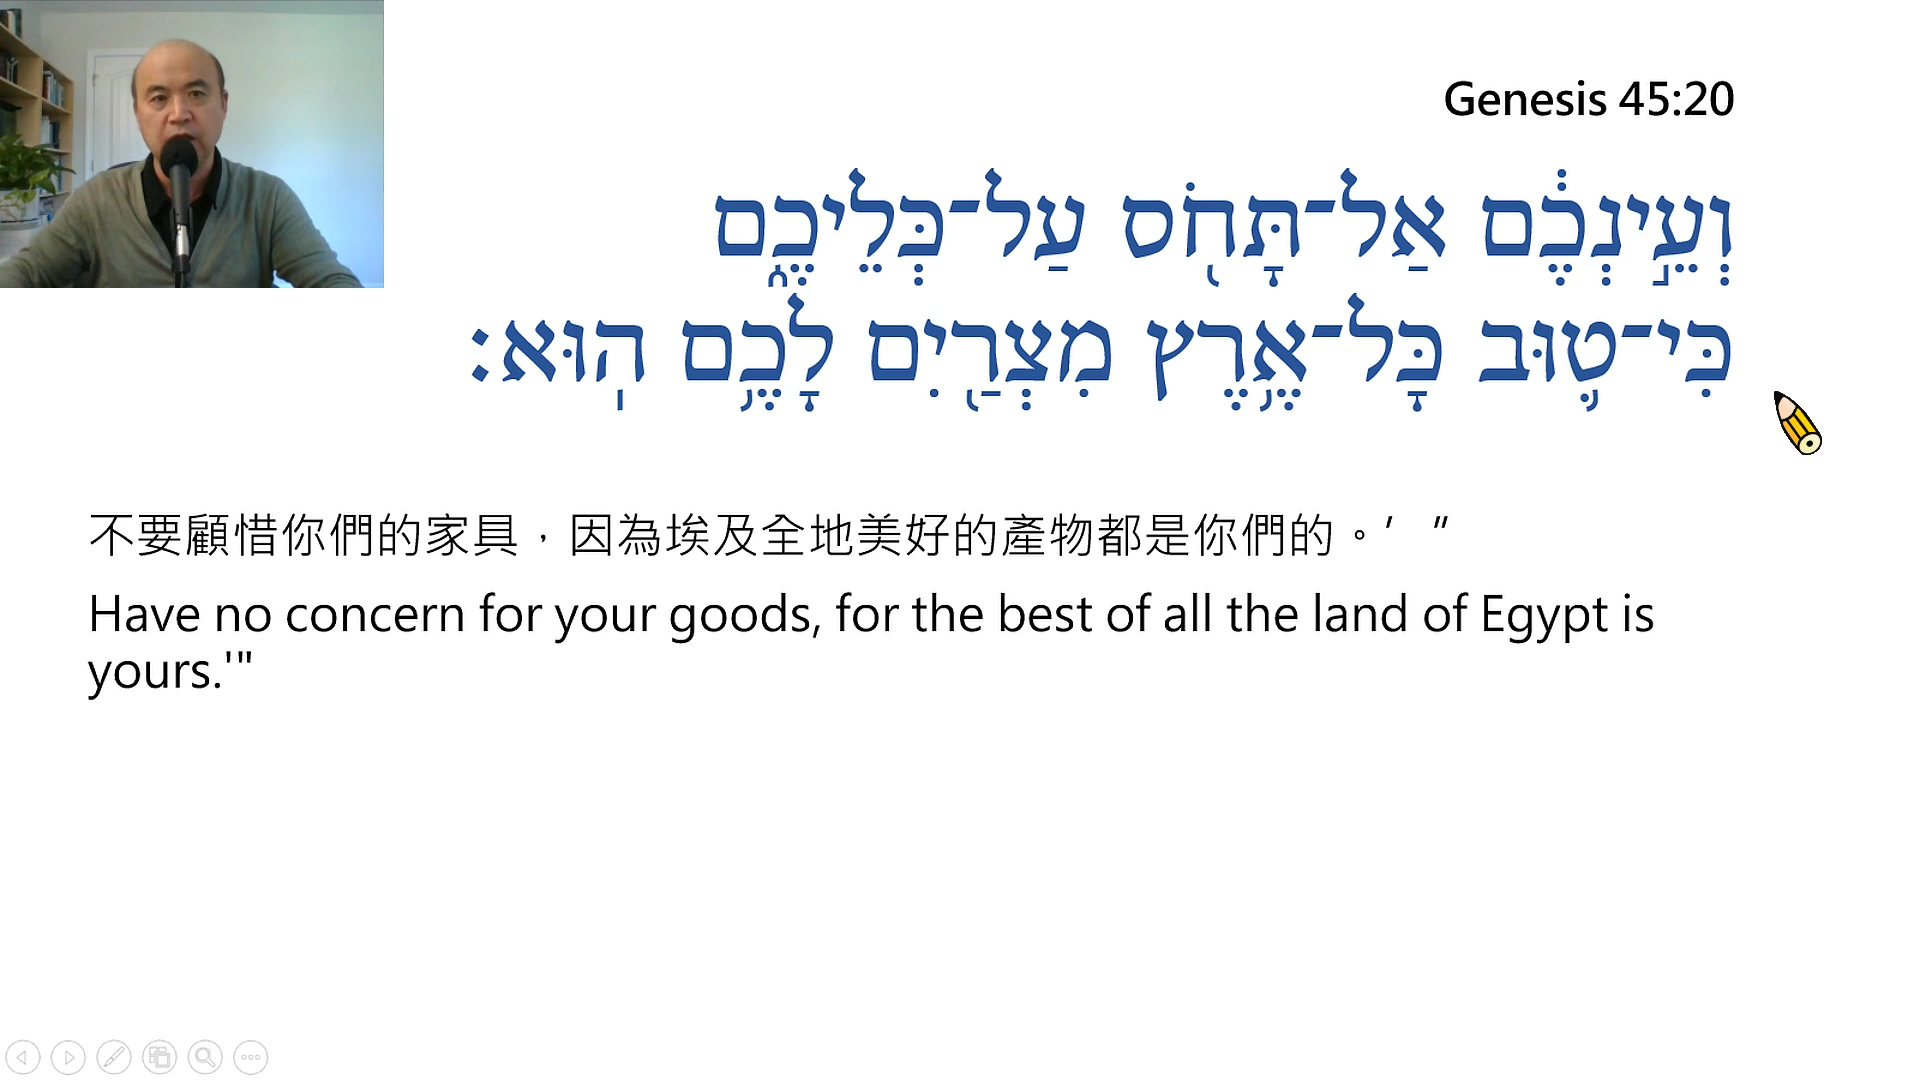 Genesis 45:20
וְעֵ֣ינְכֶ֔ם אַל־תָּחֹ֖ס עַל־כְּלֵיכֶ֑ם
כִּי־ט֛וּב כָּל־אֶ֥רֶץ מִצְרַ֖יִם לָכֶ֥ם הֽוּא׃
不要顧惜你們的家具，因為埃及全地美好的產物都是你們的。’ ”
Have no concern for your goods, for the best of all the land of Egypt is
yours.'"